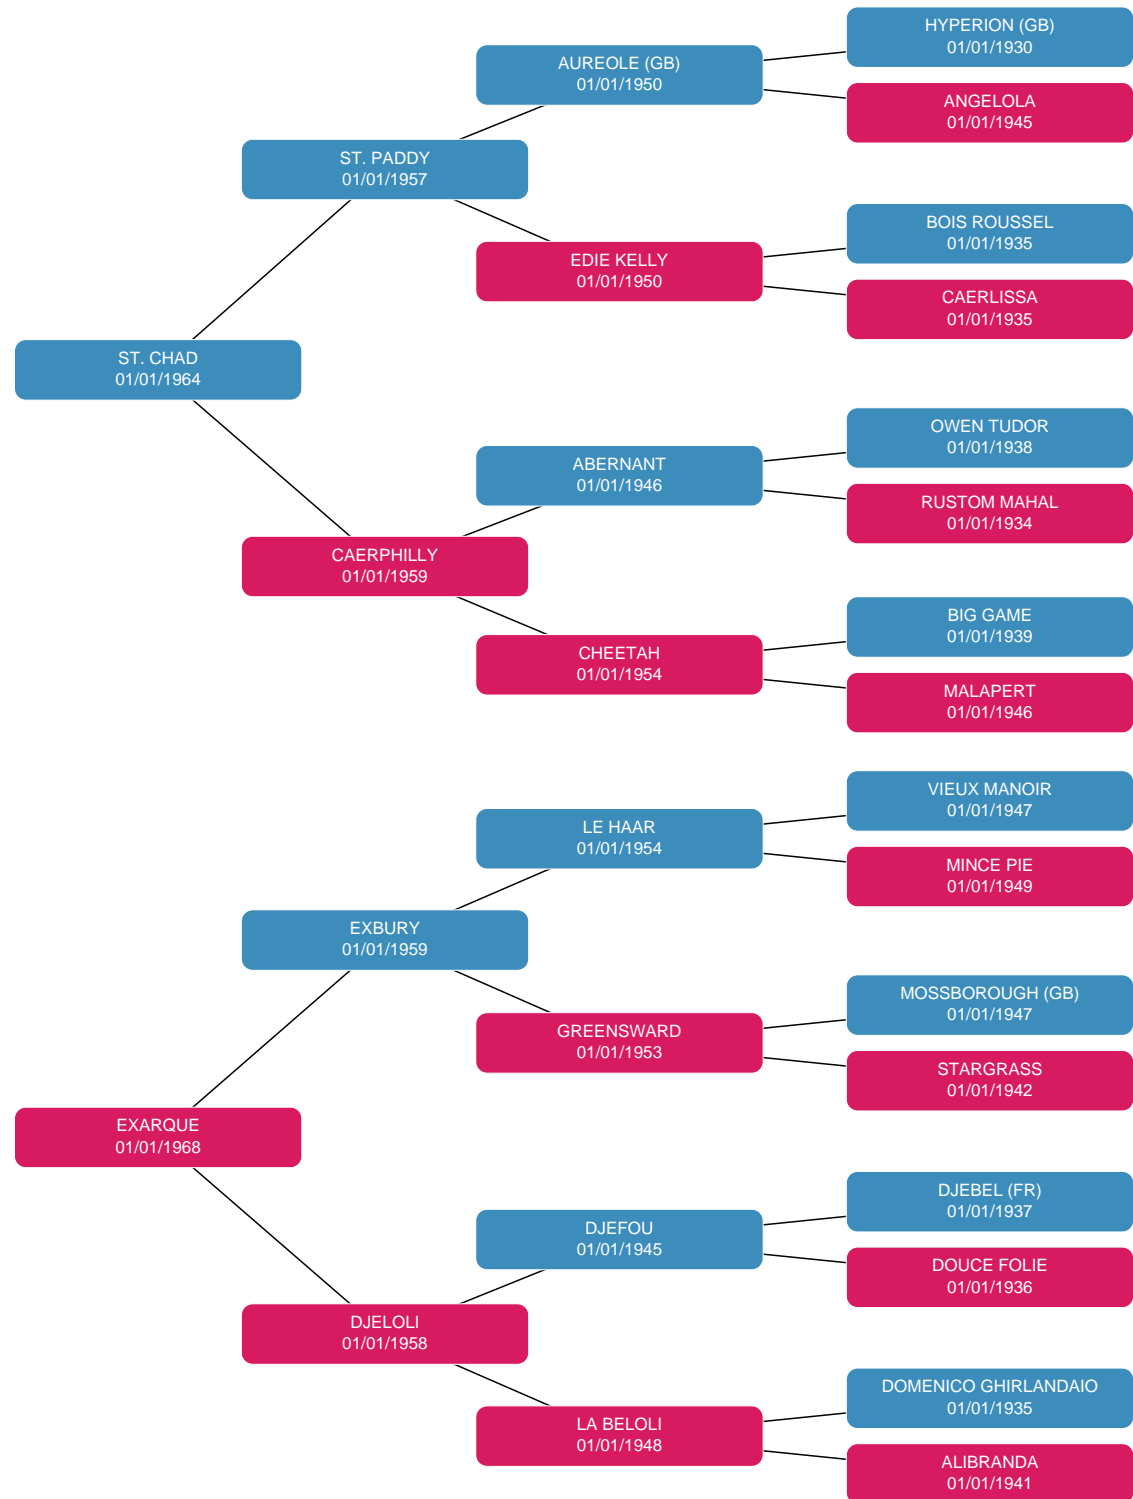 HYPERION (GB)
01/01/1930
AUREOLE (GB)
01/01/1950
ANGELOLA
01/01/1945
ST. PADDY
01/01/1957
BOIS ROUSSEL
01/01/1935
EDIE KELLY
01/01/1950
CAERLISSA
01/01/1935
ST. CHAD
01/01/1964
OWEN TUDOR
01/01/1938
ABERNANT
01/01/1946
RUSTOM MAHAL
01/01/1934
CAERPHILLY
01/01/1959
BIG GAME
01/01/1939
CHEETAH
01/01/1954
MALAPERT
01/01/1946
VIEUX MANOIR
01/01/1947
LE HAAR
01/01/1954
MINCE PIE
01/01/1949
EXBURY
01/01/1959
MOSSBOROUGH (GB)
01/01/1947
GREENSWARD
01/01/1953
STARGRASS
01/01/1942
EXARQUE
01/01/1968
DJEBEL (FR)
01/01/1937
DJEFOU
01/01/1945
DOUCE FOLIE
01/01/1936
DJELOLI
01/01/1958
DOMENICO GHIRLANDAIO
01/01/1935
LA BELOLI
01/01/1948
ALIBRANDA
01/01/1941